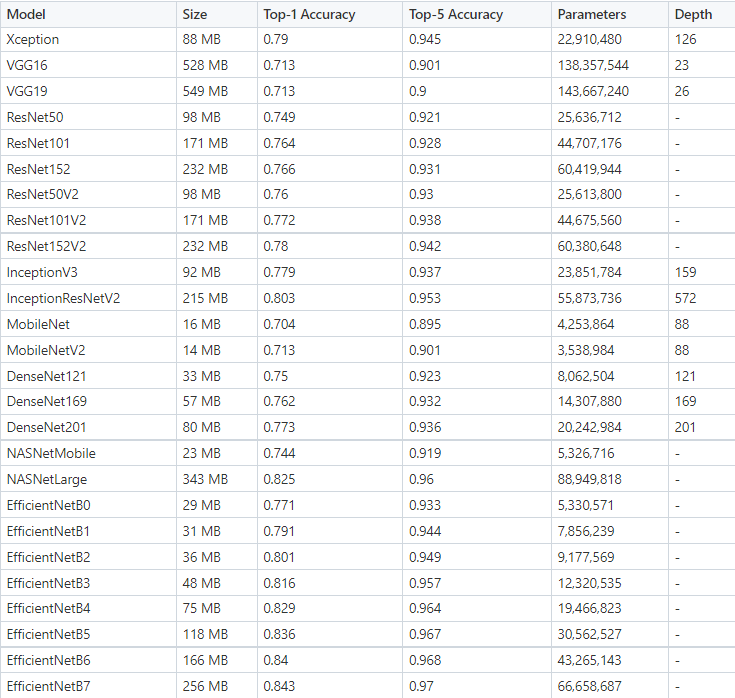 Model Size Top-1 Accuracy Top-5 Accuracy Parameters Depth
Xception 88 MB 0.79 0.945 22,910,480 126
VGG16 528 MB 0.713 0.901 138,357,544 23
VGG19 549 MB 0.713 0.9 143,667,240 26
ResNet50 98 MB 0.749 0.921 25,636,712 -
ResNet101 171 MB 0.764 0.928 44,707,176 -
ResNet152 232 MB 0.766 0.931 60,419,944 -
ResNet50V2 98 MB 0.76 0.93 25,613,800 -
ResNet101V2 171 MB 0.772 0.938 44,675,560 -
ResNet152V2 232 MB 0.78 0.942 60,380,648 -
InceptionV3 92 MB 0.779 0.937 23,851,784 159
InceptionResNetV2 215 MB 0.803 0.953 55,873,736 572
MobileNet 16 MB 0.704 0.895 4,253,864 88
MobileNetV2 14 MB 0.713 0.901 3,538,984 88
DenseNet121 33 MB 0.75 0.923 8,062,504 121
DenseNet169 57 MB 0.762 0.932 14,307,880 169
DenseNet201 80 MB 0.773 0.936 20,242,984 201
NASNetMobile 23 MB 0.744 0.919 5,326,716 -
NASNetLarge 343 MB 0.825 0.96 88,949,818 -
EfficientNetB0 29 MB 0.771 0.933 5,330,571 -
EfficientNetB1 31 MB 0.791 0.944 7,856,239 -
EfficientNetB2 36 MB 0.801 0.949 9,177,569 -
EfficientNetB3 48 MB 0.816 0.957 12,320,535 -
EfficientNetB4 75 MB 0.829 0.964 19,466,823 -
EfficientNetB5 118 MB 0.836 0.967 30,562,527 -
EfficientNetB6 166 MB 0.84 0.968 43,265,143 -
EfficientNetB7 256 MB 0.843 0.97 66,658,687 -